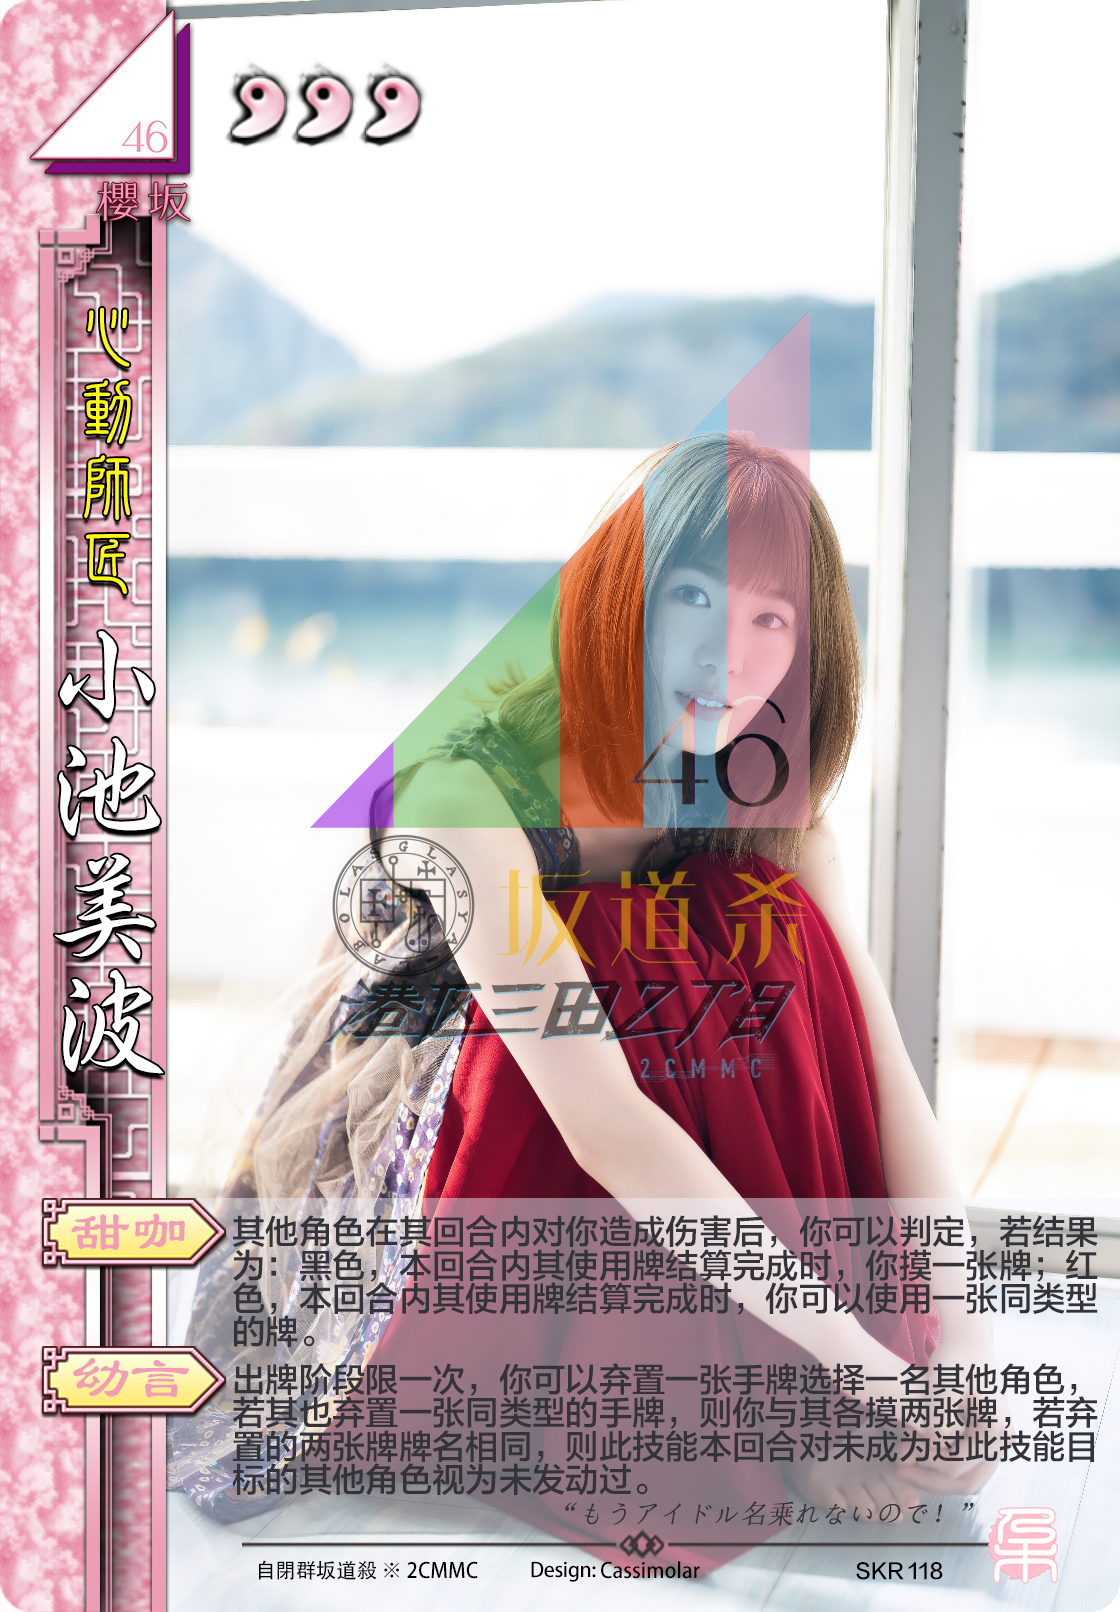 46
櫻坂
心動師匠
小池美波
46
GLASYA LABOLAS
坂道杀
港区三田2丁目
2CMMC
甜咖
其他角色在其回合内对你造成伤害后，你可以判定，若结果
为：黑色，本回合内其使用牌结算完成时，你摸一张牌；红
色，本回合内其使用牌结算完成时，你可以使用一张同类型
的牌。
幼言
出牌阶段限一次，你可以弃置一张手牌选择一名其他角色，
若其也弃置一张同类型的手牌，则你与其各摸两张牌，若弃
置的两张牌牌名相同，则此技能本回合对未成为过此技能目
标的其他角色视为未发动过。
“もうアイドル名乗れないので！”
自閉群坂道殺 ※ 2CMMC
Design: Cassimolar
SKR 118